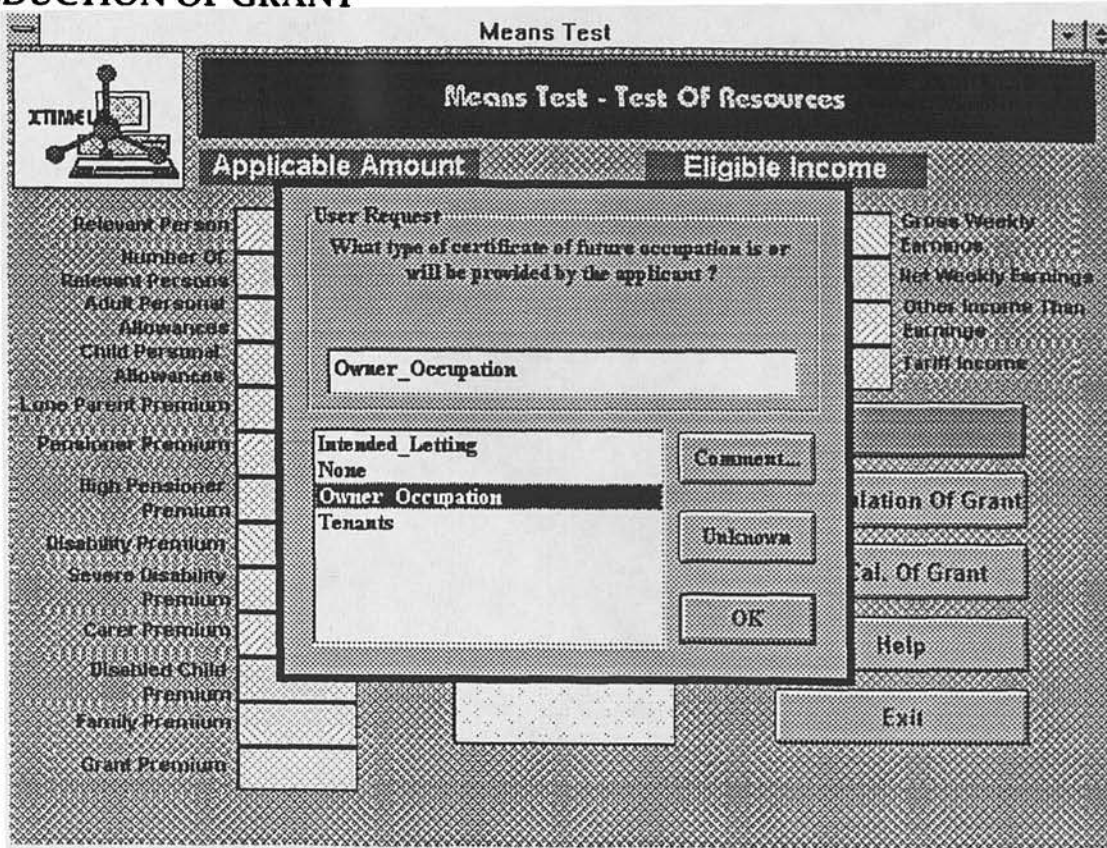 DUCTION OF GRANT
Means Test
Means Test - Test OF Resources
Applicable Amount
Eligible Income
Relevant Person
Number Of
Relevant Persons
Adult Personal
Allowances
Child Personal
Allowances
Lone Parent Premium
Pensioner Premium
High Pensioner
Premium
Disability Premium
Severe Disability
Premium
Carer Premium
Disabled Child
Premium
Family Premium
Grant Premium
User Request
What type of certificate of future occupation is or
will be provided by the applicant ?
Owner_Occupation
Intended_Letting
None
Owner_Occupation
Tenants
Comment...
Unknown
OK
Gross Weekly
Earnings
Net Weekly Earnings
Other Income Than
Earnings
Tariff Income
lation Of Grant
Cal. Of Grant
Help
Exit